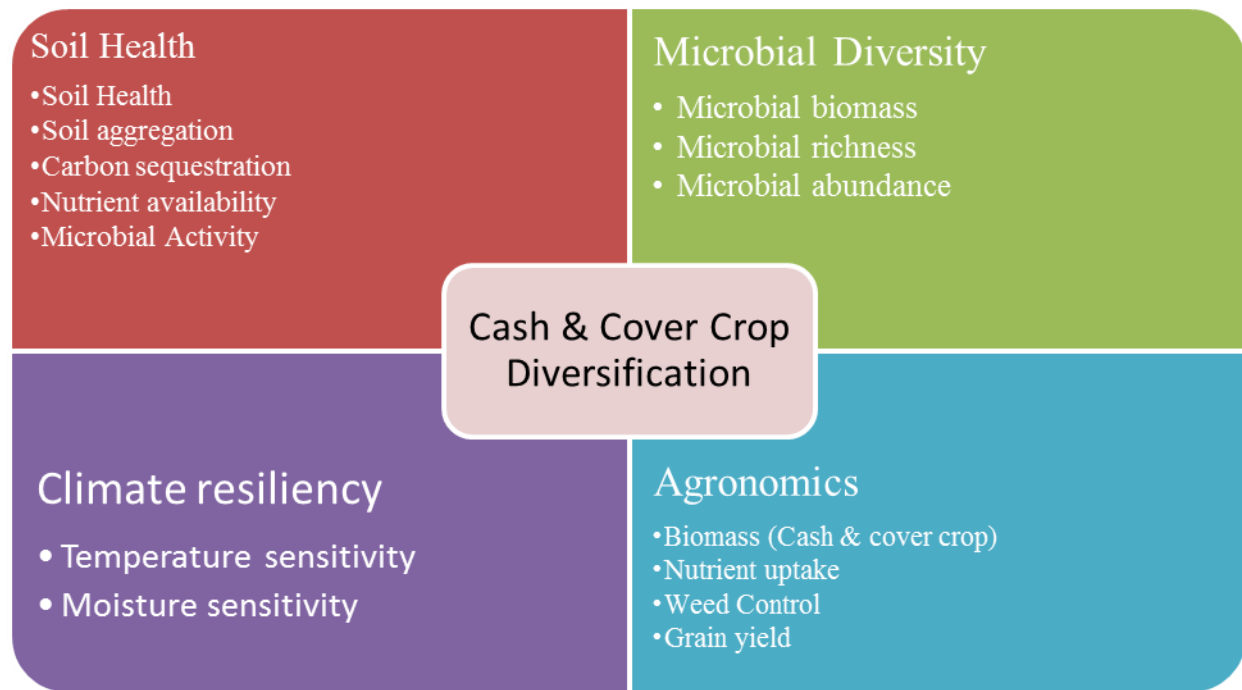 Soil Health
•Soil Health
•Soil aggregation
•Carbon sequestration
•Nutrient availability
•Microbial Activity
Microbial Diversity
• Microbial biomass
• Microbial richness
• Microbial abundance
Cash & Cover Crop
Diversification
Climate resiliency
• Temperature sensitivity
• Moisture sensitivity
Agronomics
•Biomass (Cash & cover crop)
•Nutrient uptake
•Weed Control
•Grain yield